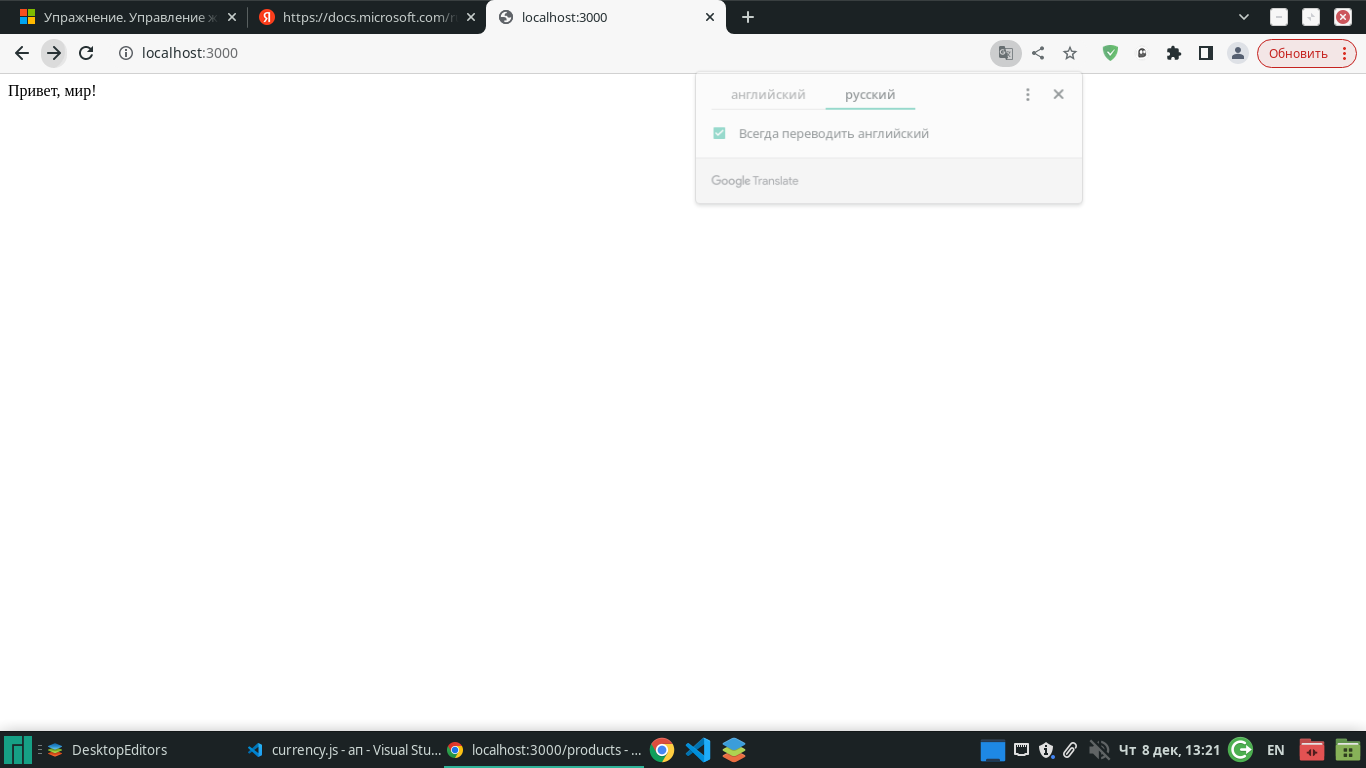 Упражнение. Управление ж
https://docs.microsoft.com/r
localhost:3000
localhost:3000
Обновить
Привет, мир!
английский
русский
Всегда переводить английский
Google Translate
DesktopEditors
currency.js - ап - Visual Stu...
localhost:3000/products - ...
Чт 8 дек, 13:21
EN